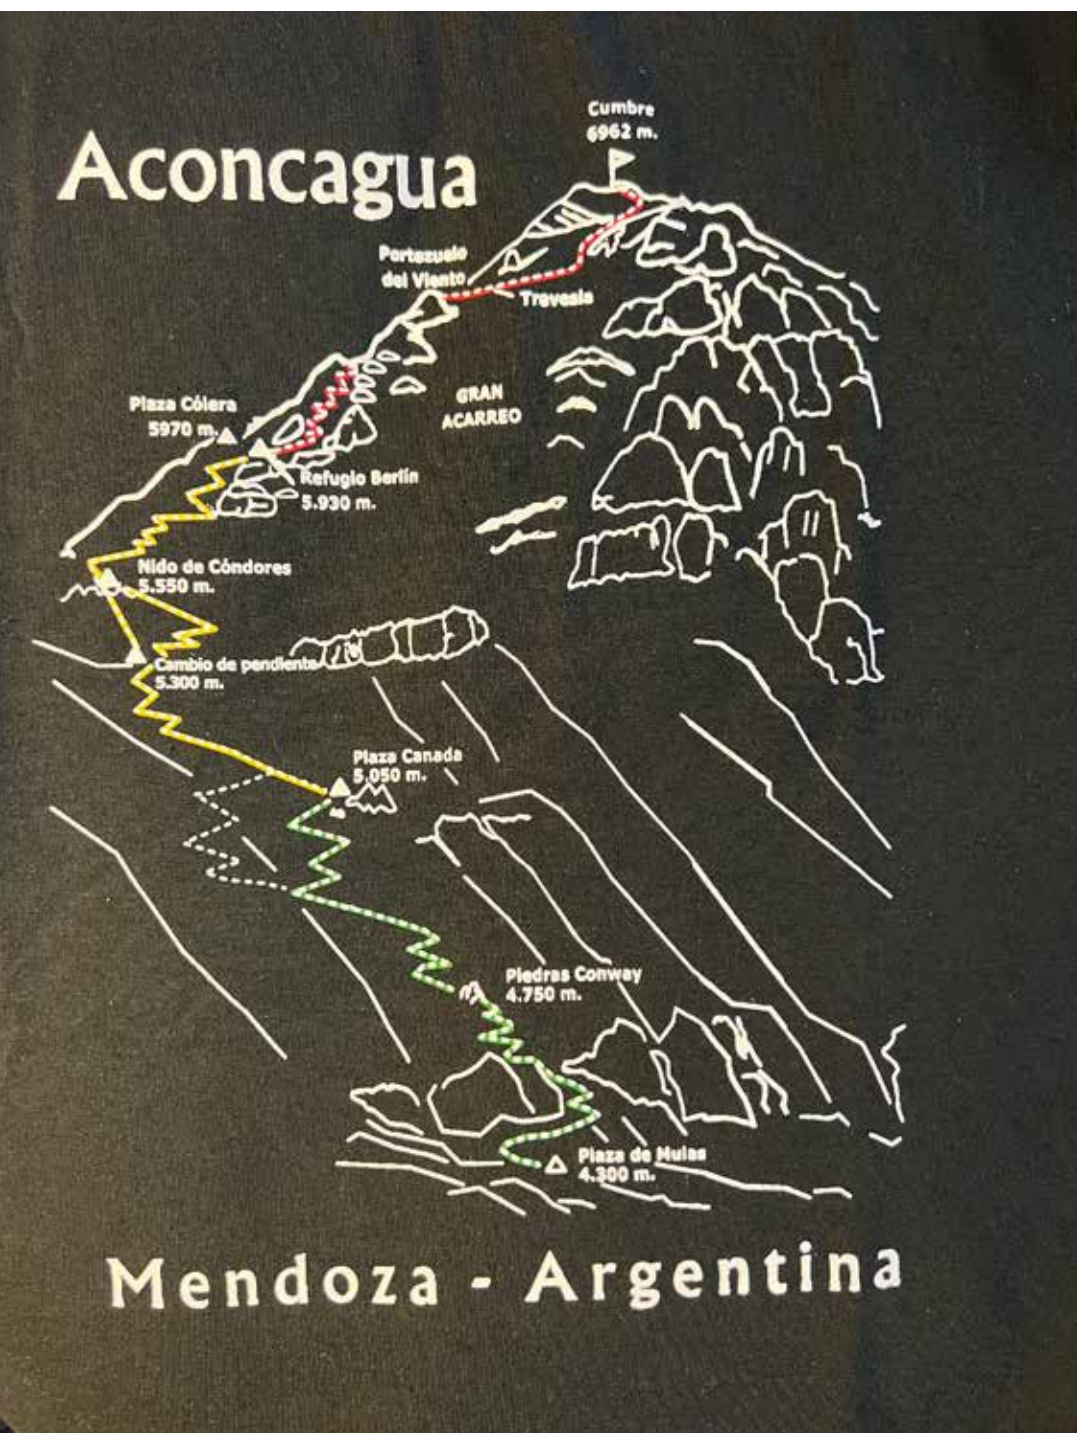 Cumbre
6962 m.
Aconcagua
Portezuelo
del Viento
Travesia
GRAN
ACARREO
Plaza Cólera
5970 m.
Refugio Berlín
5.930 m.
Nido de Cóndores
5.550 m.
Cambio de pendiente
5.300 m.
Plaza Canada
5.050 m.
Piedras Conway
4.750 m.
Plaza de Mulas
4.300 m.
Mendoza - Argentina